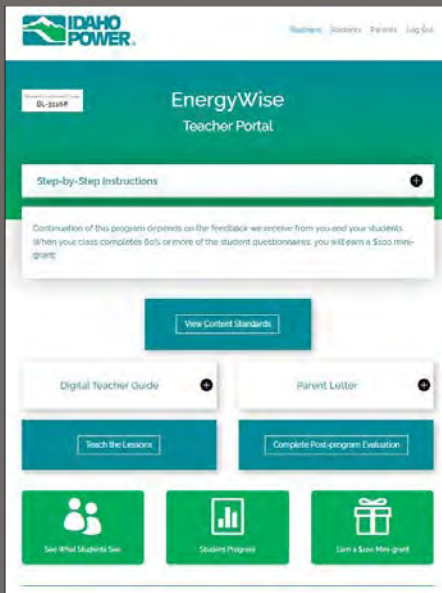 IDAHO
POWER.
Teachers Students Parents Log Out
EnergyWise
Teacher Portal
Step-by-Step Instructions
Continuation of this program depends on the feedback we receive from you and your students.
When your class completes 60% or more of the student questionnaires, you will earn a $100 mini-
grant!
View Content Standards
Digital Teacher Guide
Parent Letter
Teach the Lessons
Complete Post-program Evaluation
See What Students See
Student Progress
Earn a $100 Mini-grant